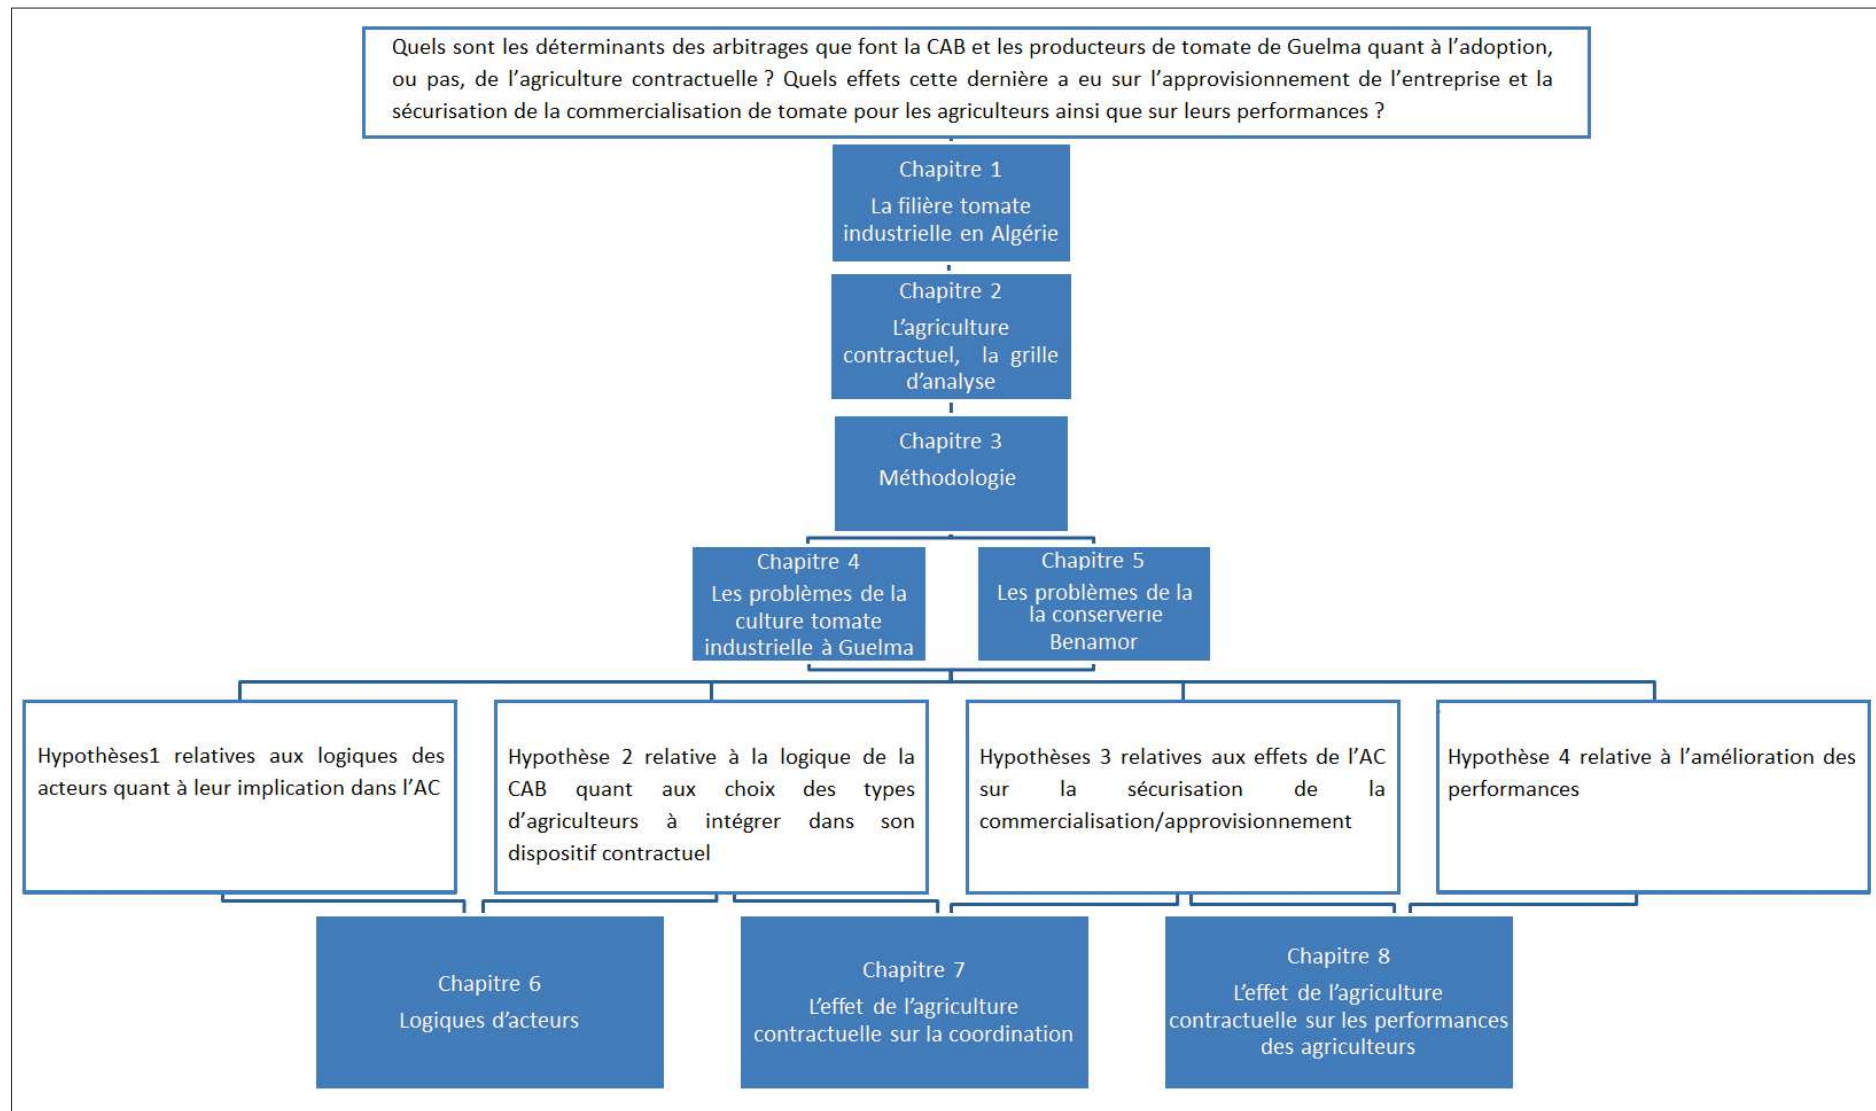 Quels sont les déterminants des arbitrages que font la CAB et les producteurs de tomate de Guelma quant à l’adoption,
ou pas, de l’agriculture contractuelle ? Quels effets cette dernière a eu sur l’approvisionnement de l’entreprise et la
sécurisation de la commercialisation de tomate pour les agriculteurs ainsi que sur leurs performances ?
Chapitre 1
La filière tomate
industrielle en Algérie
Chapitre 2
L’agriculture
contractuel, la grille
d’analyse
Chapitre 3
Méthodologie
Chapitre 4
Les problèmes de la
culture tomate
industrielle à Guelma
Chapitre 5
Les problèmes de la
la conserverie
Benamor
Hypothèses1 relatives aux logiques des
acteurs quant à leur implication dans l’AC
Hypothèse 2 relative à la logique de la
CAB quant aux choix des types
d’agriculteurs à intégrer dans son
dispositif contractuel
Hypothèses 3 relatives aux effets de l’AC
sur la sécurisation de la
commercialisation/approvisionnement
Hypothèse 4 relative à l’amélioration des
performances
Chapitre 6
Logiques d’acteurs
Chapitre 7
L’effet de l’agriculture
contractuelle sur la coordination
Chapitre 8
L’effet de l’agriculture
contractuelle sur les performances
des agriculteurs